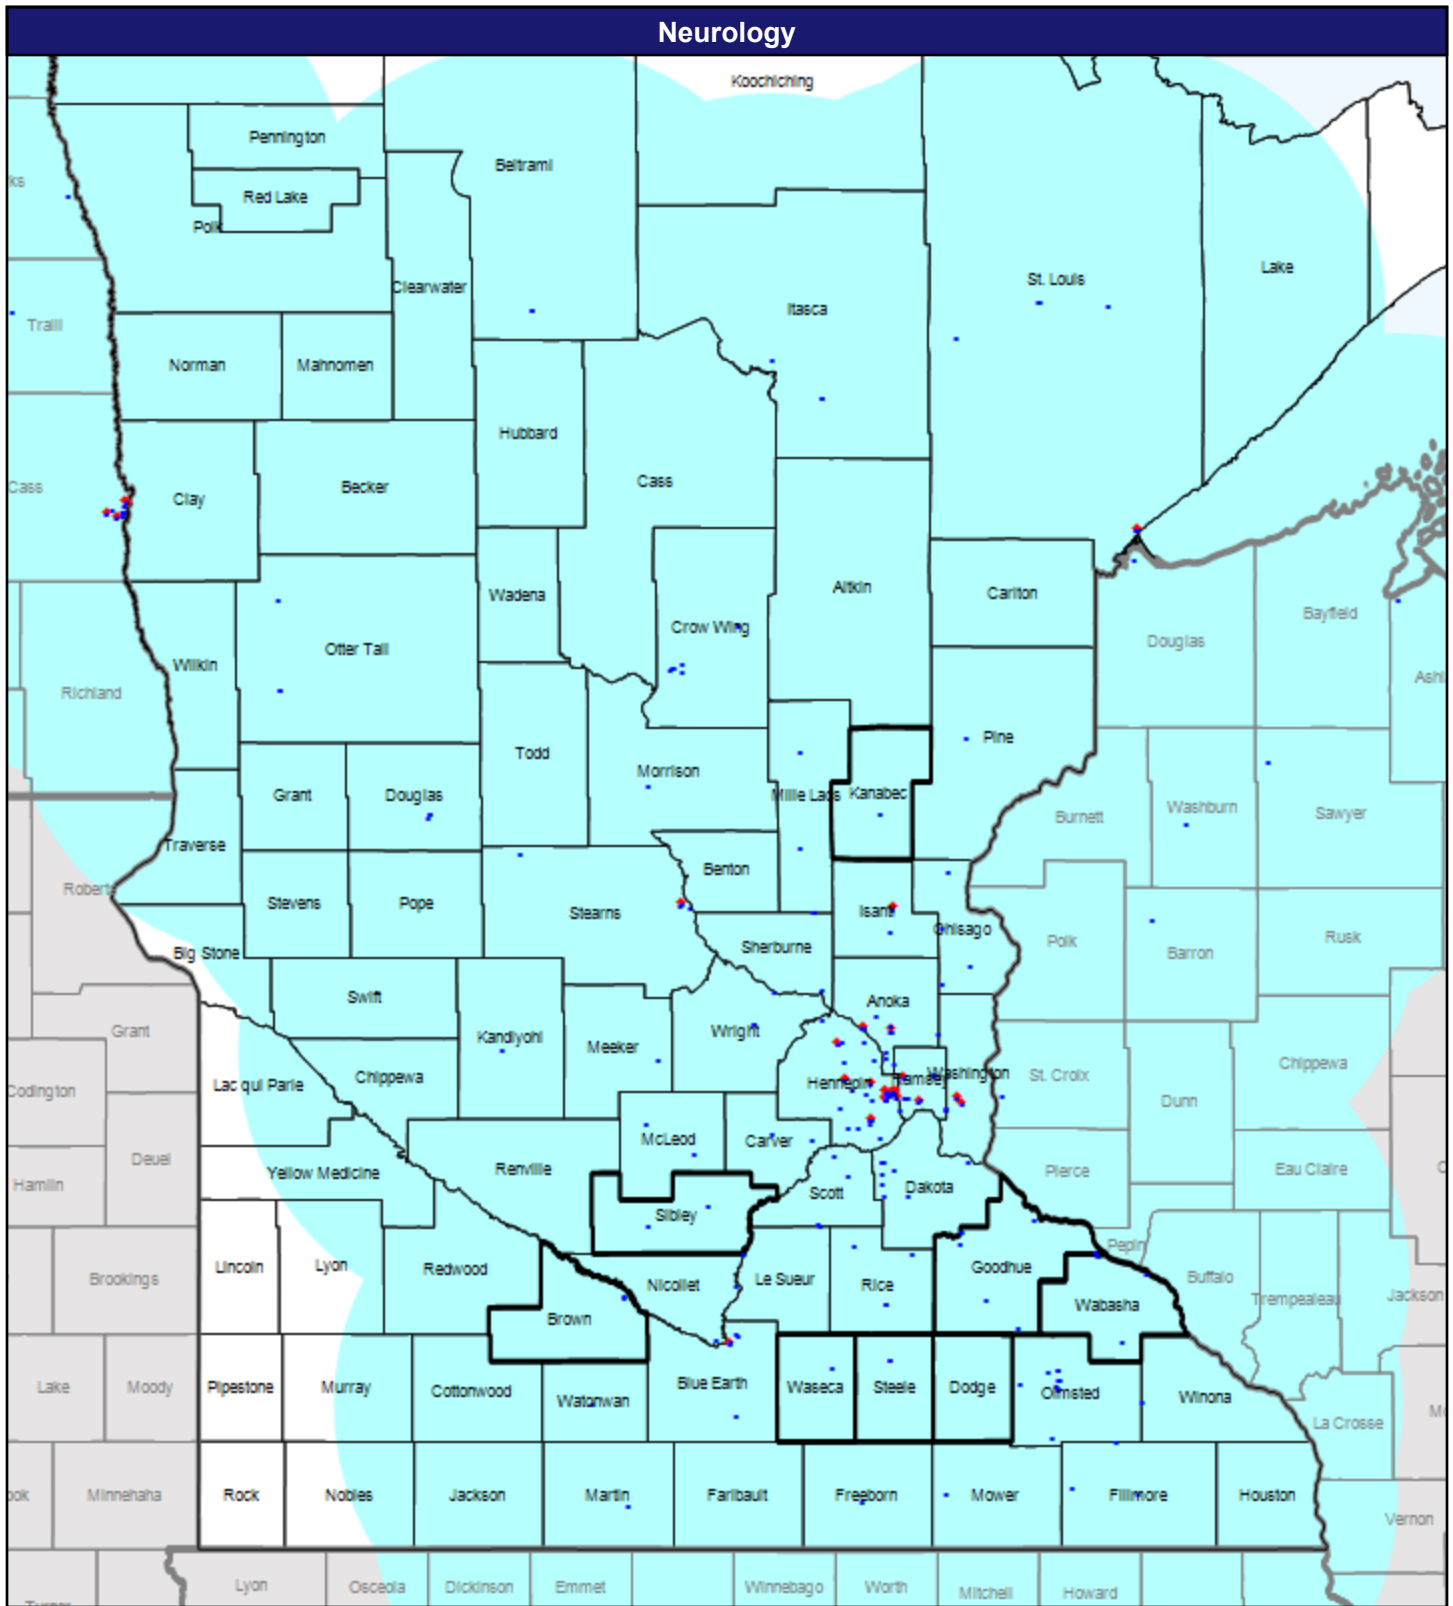 Neurology
Koochiching
Pennington
Beltrami
ks
Red Lake
Polk
Lake
St. Louis
Clearwater
Itasca
Traill
Norman
Mahnomen
Hubbard
Cass
Cass
Becker
Clay
Aitkin
Carlton
Wadena
Bayfield
Crow Wing
Douglas
Otter Tail
Wilkin
Richland
Ash
Pine
Todd
Morrison
Grant
Douglas
Mille Lacs
Kanabec
Washburn
Sawyer
Burnett
Traverse
Benton
Roberts
Stevens
Pope
Stearns
Isanti
Chisago
Polk
Rusk
Sherburne
Big Stone
Barron
Swift
Anoka
Grant
Wright
Kandiyohi
Meeker
Chippewa
Washington
St. Croix
Chippewa
Lac qui Parle
Hennepin
Ramsey
Codington
Dunn
McLeod
Carver
Deuel
Renville
Yellow Medicine
Pierce
Eau Claire
Hamlin
Scott
Dakota
Sibley
Pepin
Lincoln
Lyon
Redwood
Goodhue
Brookings
Nicollet
Le Sueur
Rice
Buffalo
Trempealeau
Jackson
Wabasha
Brown
Lake
Moody
Pipestone
Murray
Cottonwood
Watonwan
Blue Earth
Waseca
Steele
Dodge
Olmsted
Winona
La Crosse
Mo
ook
Minnehaha
Rock
Nobles
Jackson
Martin
Faribault
Freeborn
Mower
Fillmore
Houston
Vernon
Lyon
Osceola
Dickinson
Emmet
Winnebago
Worth
Mitchell
Howard